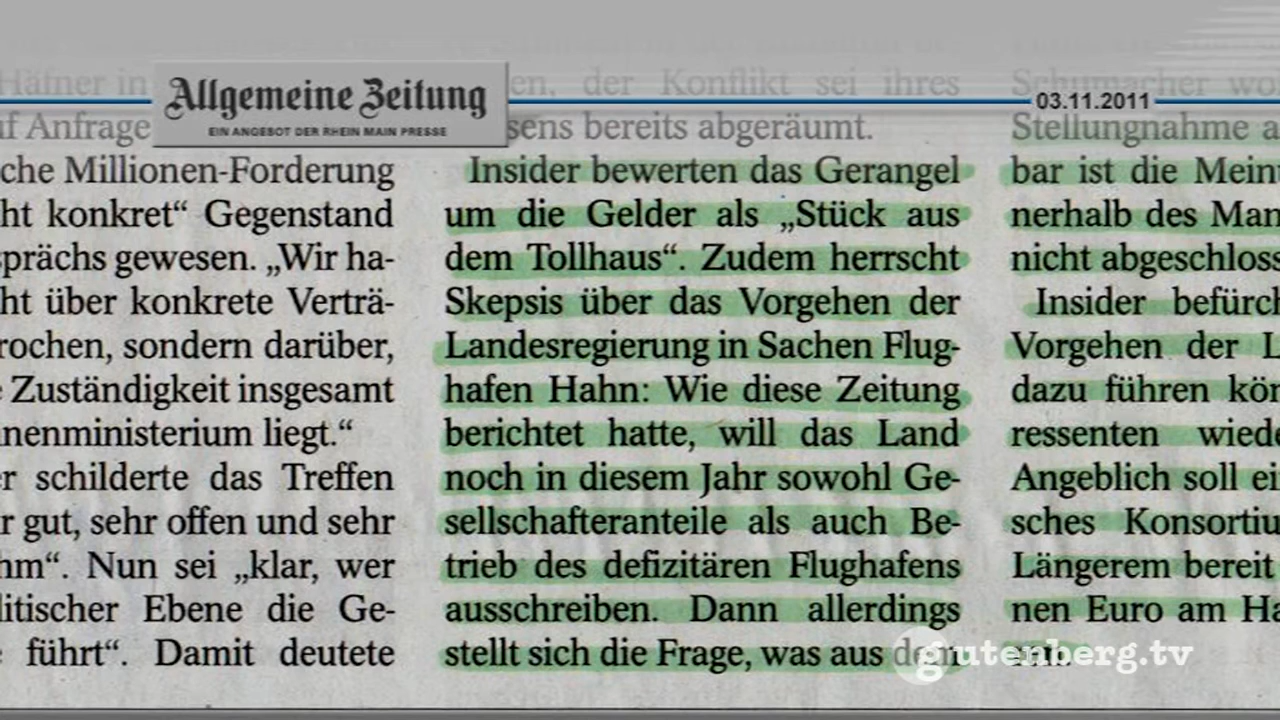 Allgemeine Zeitung
EIN ANGEBOT DER RHEIN MAIN PRESSE
03.11.2011
Häfner in
Anfrage
che Millionen-Forderung
ht konkret“ Gegenstand
sprächs gewesen. „Wir ha-
ht über konkrete Verträ-
rochen, sondern darüber,
e Zuständigkeit insgesamt
nenministerium liegt.“
er schilderte das Treffen
r gut, sehr offen und sehr
hm“. Nun sei „klar, wer
litischer Ebene die Ge-
führt“. Damit deutete
en, der Konflikt sei ihres
sens bereits abgeräumt.
Insider bewerten das Gerangel
um die Gelder als „Stück aus
dem Tollhaus“. Zudem herrscht
Skepsis über das Vorgehen der
Landesregierung in Sachen Flug-
hafen Hahn: Wie diese Zeitung
berichtet hatte, will das Land
noch in diesem Jahr sowohl Ge-
sellschafteranteile als auch Be-
trieb des defizitären Flughafens
ausschreiben. Dann allerdings
stellt sich die Frage, was aus
Schumacher wo
Stellungnahme a
bar ist die Mein
nerhalb des Man
nicht abgeschloss
Insider befürch
Vorgehen der L
dazu führen kön
ressenten wiede
Angeblich soll ei
sches Konsortiu
Längerem bereit
nen Euro am Ha
gutenberg.tv